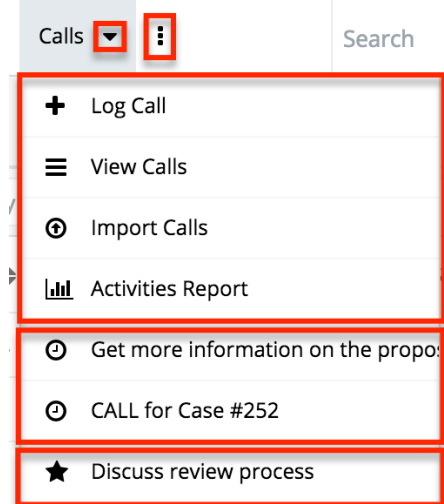 Calls
Search
Log Call
View Calls
Import Calls
Activities Report
Get more information on the propo
CALL for Case #252
Discuss review process